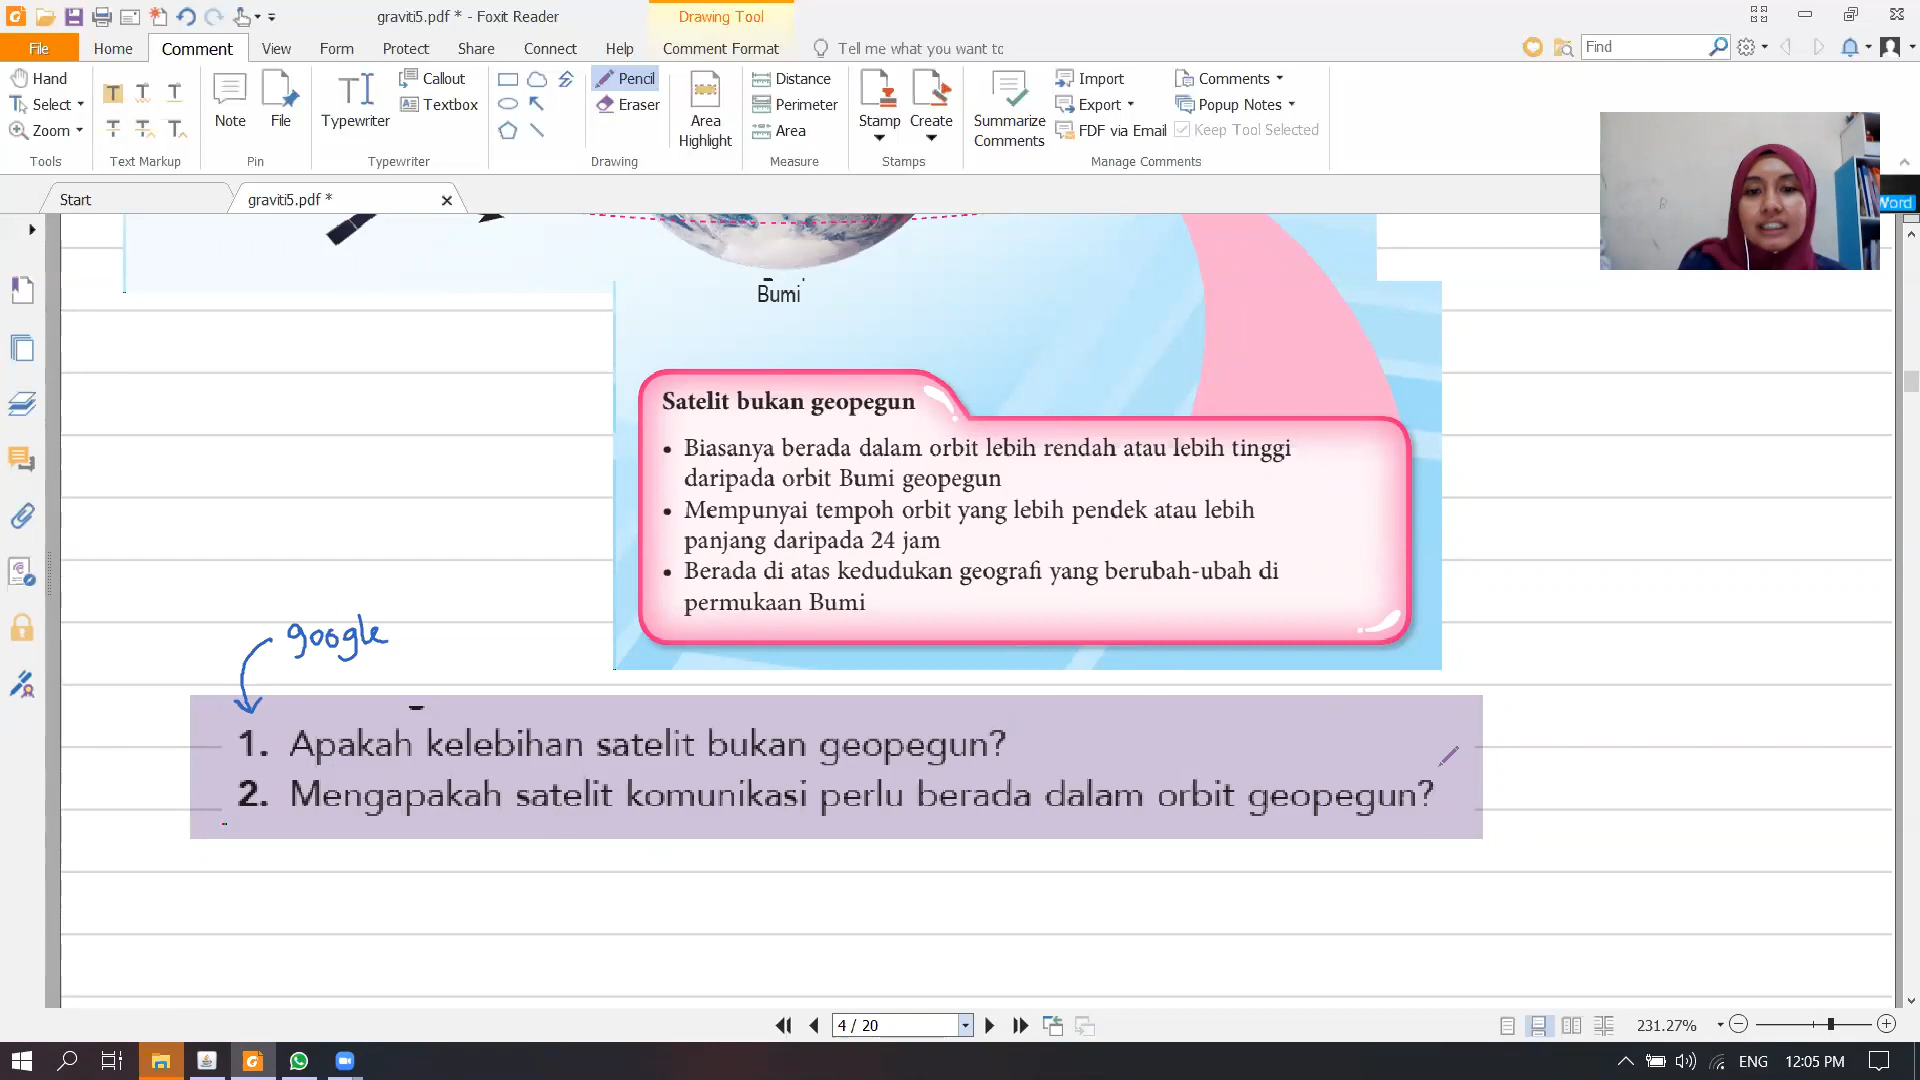 graviti5.pdf * - Foxit Reader
Drawing Tool
File
Home
Comment
View
Form
Protect
Share
Connect
Help
Comment Format
Tell me what you want to
Find
Hand
Select
Zoom
Tools
Text Markup
Note
File
Pin
Typewriter
Callout
Textbox
Typewriter
Pencil
Eraser
Drawing
Area
Highlight
Distance
Perimeter
Area
Measure
Stamp
Create
Stamps
Summarize
Comments
Import
Export
FDF via Email
Comments
Popup Notes
Keep Tool Selected
Manage Comments
Word
Start
graviti5.pdf *
Bumi
Satelit bukan geopegun
• Biasanya berada dalam orbit lebih rendah atau lebih tinggi
daripada orbit Bumi geopegun
• Mempunyai tempoh orbit yang lebih pendek atau lebih
panjang daripada 24 jam
• Berada di atas kedudukan geografi yang berubah-ubah di
permukaan Bumi
google
1. Apakah kelebihan satelit bukan geopegun?
2. Mengapakah satelit komunikasi perlu berada dalam orbit geopegun?
4 / 20
231.27%
ENG
12:05 PM